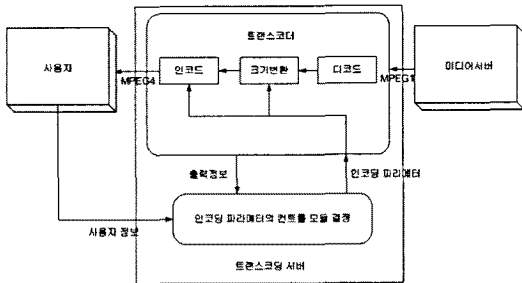 트랜스코더
사용자
인코드
크기변환
디코드
미디어서버
MPEG4
MPEG1
출력정보
인코딩 파리메터
인코딩 파라메터의 컨트롤 모듈 결정
사용자 정보
트랜스코딩 서버